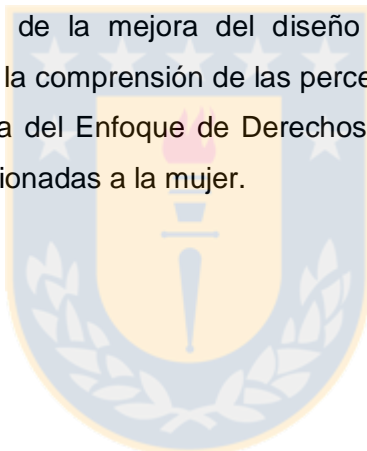 de la mejora del diseño
la comprensión de las perce
a del Enfoque de Derechos
ionadas a la mujer.